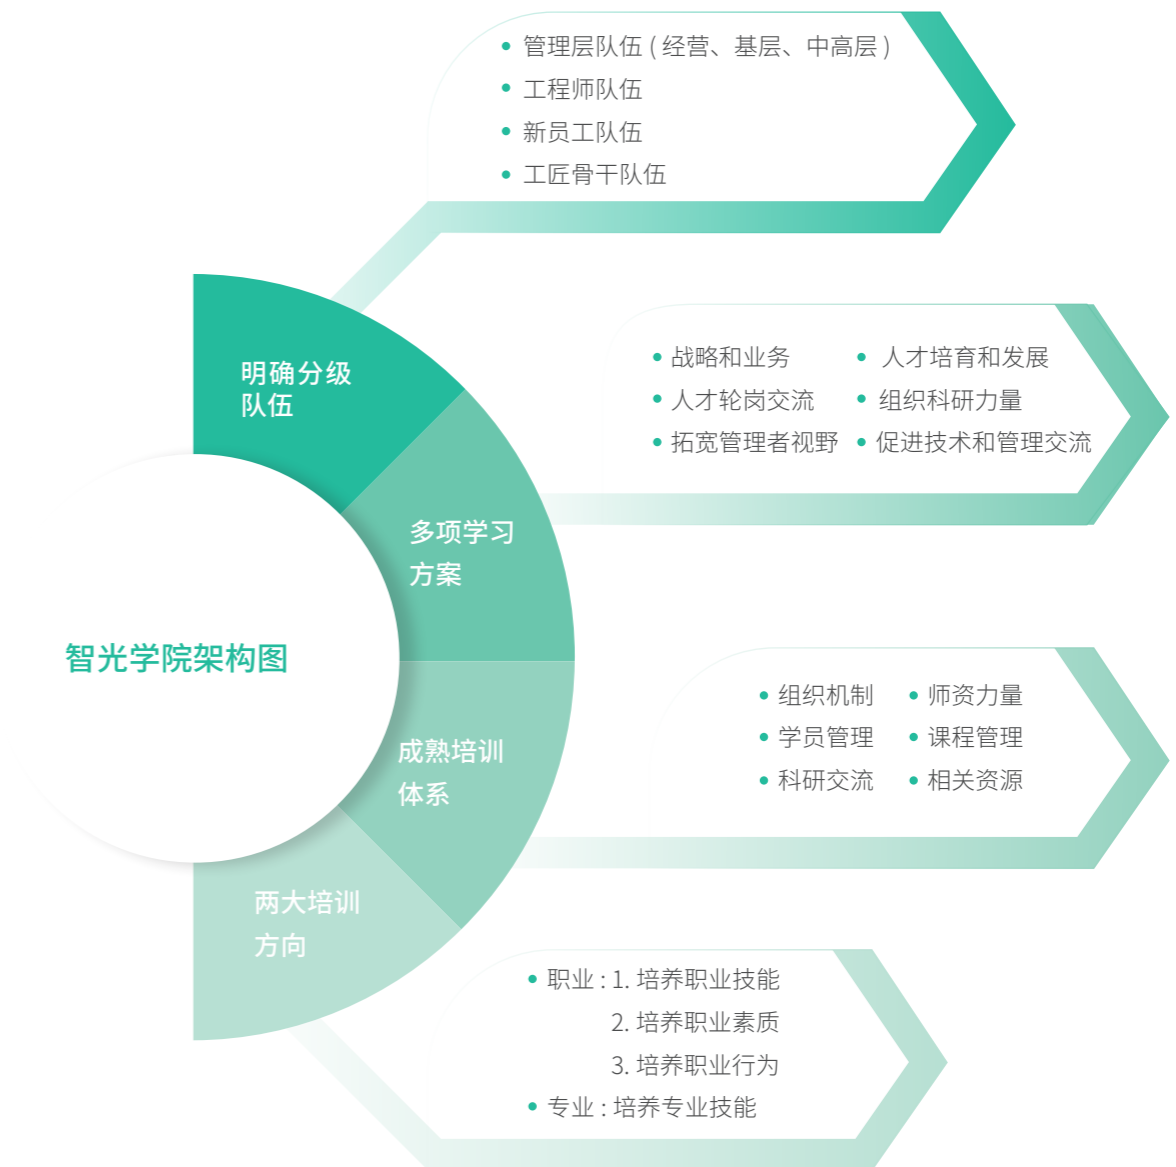 管理层队伍 ( 经营、基层、中高层 )
工程师队伍
新员工队伍
工匠骨干队伍
明确分级
队伍
战略和业务
人才培育和发展
人才轮岗交流
组织科研力量
拓宽管理者视野
促进技术和管理交流
多项学习
方案
智光学院架构图
组织机制
师资力量
学员管理
课程管理
科研交流
相关资源
成熟培训
体系
两大培训
方向
职业 : 1. 培养职业技能
2. 培养职业素质
3. 培养职业行为
专业 : 培养专业技能